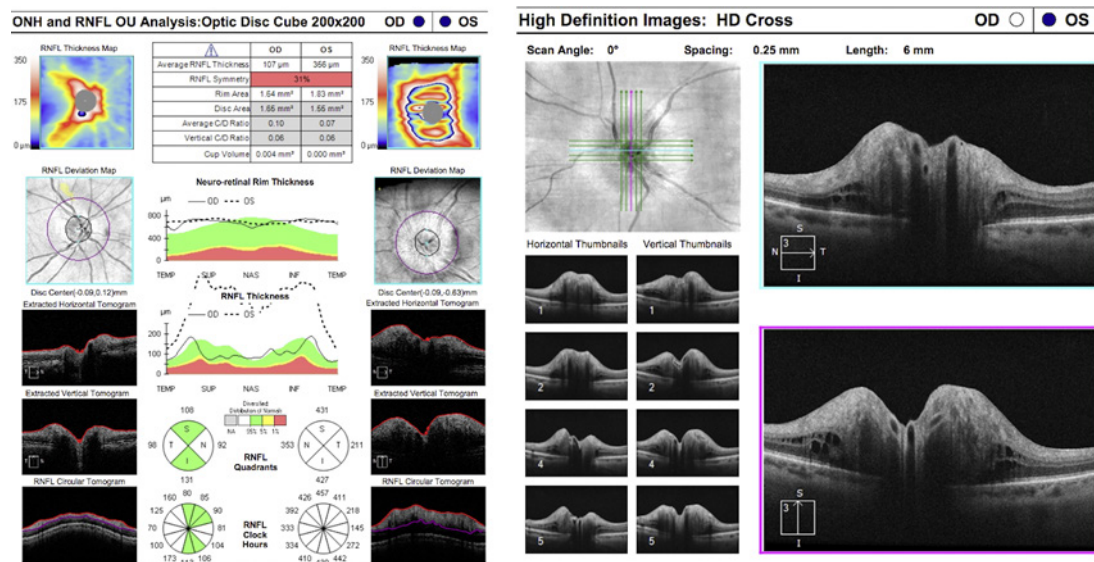 ONH and RNFL OU Analysis:Optic Disc Cube 200x200
OD
OS
RNFL Thickness Map
350
175
0 µm
OD
OS
Average RNFL Thickness
107 µm
356 µm
RNFL Symmetry
31%
Rim Area
1.64 mm²
1.83 mm²
Disc Area
1.66 mm²
1.55 mm²
Average C/D Ratio
0.10
0.07
Vertical C/D Ratio
0.06
0.06
Cup Volume
0.004 mm³
0.000 mm³
RNFL Thickness Map
350
175
0 µm
RNFL Deviation Map
Disc Center(-0.09,0.12)mm
Neuro-retinal Rim Thickness
µm
OD
OS
800
400
0
TEMP
SUP
NAS
INF
TEMP
RNFL Deviation Map
Disc Center(-0.09,-0.63)mm
Extracted Horizontal Tomogram
RNFL Thickness
µm
OD
OS
200
100
0
TEMP
SUP
NAS
INF
TEMP
Extracted Horizontal Tomogram
Extracted Vertical Tomogram
Diversified:
Distribution of Normals
NA
95%
5%
1%
Extracted Vertical Tomogram
108
S
98
T
N
92
I
131
RNFL
Quadrants
431
S
353
N
T
211
I
427
RNFL Circular Tomogram
80
160
85
125
90
70
81
100
104
173
106
RNFL
Clock
Hours
457
426
411
392
218
333
145
334
272
410
442
RNFL Circular Tomogram
High Definition Images: HD Cross
OD
OS
Scan Angle: 0°
Spacing: 0.25 mm
Length: 6 mm
Horizontal Thumbnails
Vertical Thumbnails
1
1
2
2
4
4
5
5
S
3
N
T
I
S
3
I